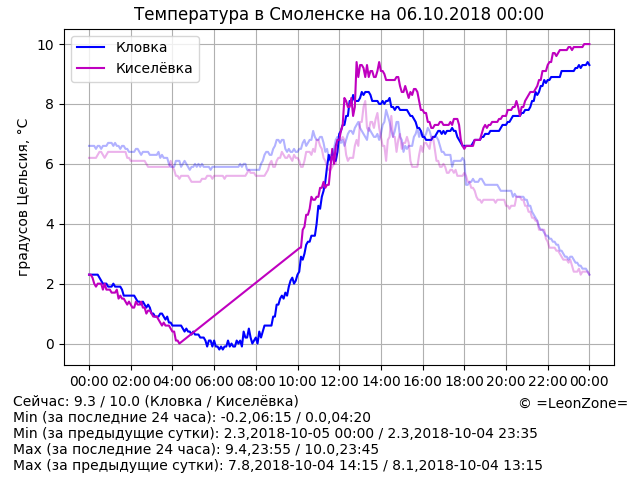 Температура в Смоленске на 06.10.2018 00:00
Кловка
Киселёвка
градусов Цельсия, °C
10
8
6
4
2
0
00:00 02:00 04:00 06:00 08:00 10:00 12:00 14:00 16:00 18:00 20:00 22:00 00:00
© =LeonZone=
Сейчас: 9.3 / 10.0 (Кловка / Киселёвка)
Min (за последние 24 часа): -0.2,06:15 / 0.0,04:20
Min (за предыдущие сутки): 2.3,2018-10-05 00:00 / 2.3,2018-10-04 23:35
Max (за последние 24 часа): 9.4,23:55 / 10.0,23:45
Max (за предыдущие сутки): 7.8,2018-10-04 14:15 / 8.1,2018-10-04 13:15